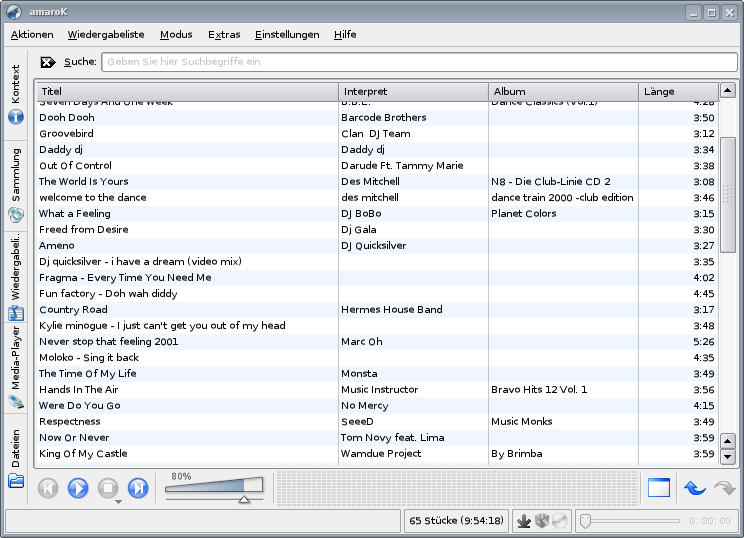 amaroK
Aktionen Wiedergabeliste Modus Extras Einstellungen Hilfe
Suche: Geben Sie hier Suchbegriffe ein
Kontext
Sammlung
Wiedergabeli..
Media-Player
Dateien
Titel Interpret Album Länge
Seven Days And One Week B.B.E. Dance Classics (Vol.1) 4:28
Dooh Dooh Barcode Brothers 3:50
Groovebird Clan DJ Team 3:12
Daddy dj Daddy dj 3:34
Out Of Control Darude Ft. Tammy Marie 3:38
The World Is Yours Des Mitchell N8 - Die Club-Linie CD 2 3:08
welcome to the dance des mitchell dance train 2000 -club edition 3:46
What a Feeling DJ BoBo Planet Colors 3:15
Freed from Desire Dj Gala 3:30
Ameno DJ Quicksilver 3:27
Dj quicksilver - i have a dream (video mix) 3:35
Fragma - Every Time You Need Me 4:02
Fun factory - Doh wah diddy 4:45
Country Road Hermes House Band 3:17
Kylie minogue - I just can't get you out of my head 3:48
Never stop that feeling 2001 Marc Oh 5:26
Moloko - Sing it back 4:35
The Time Of My Life Monsta 3:49
Hands In The Air Music Instructor Bravo Hits 12 Vol. 1 3:56
Were Do You Go No Mercy 4:15
Respectness SeeeD Music Monks 3:49
Now Or Never Tom Novy feat. Lima 3:59
King Of My Castle Wamdue Project By Brimba 3:59
80%
65 Stücke (9:54:18) 0:00:00